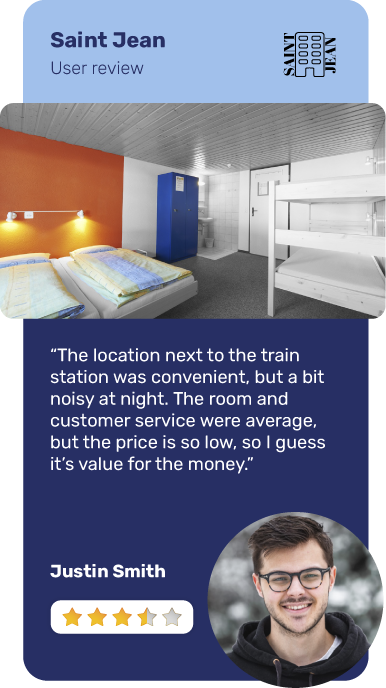 Saint Jean
User review
SAINT
JEAN
“The location next to the train
station was convenient, but a bit
noisy at night. The room and
customer service were average,
but the price is so low, so I guess
it’s value for the money.”
Justin Smith